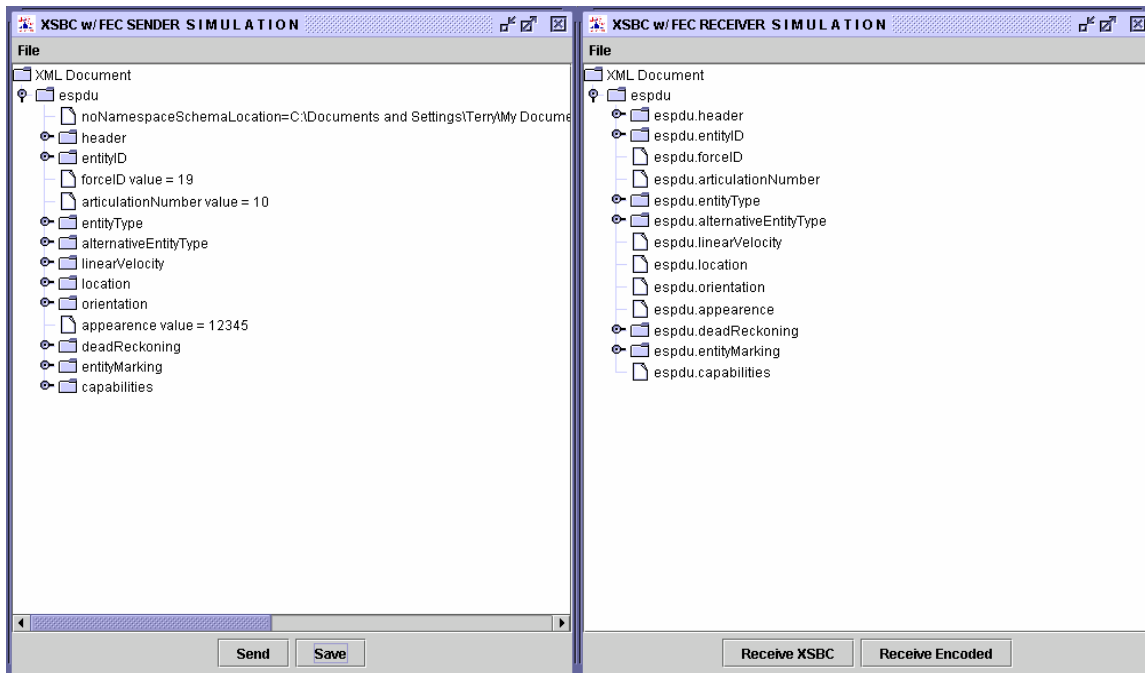 XSBC w/ FEC SENDER S I M U L A T I O N
File
XML Document
espdu
noNamespaceSchemaLocation=C:\Documents and Settings\Terry\My Docume
header
entityID
forceID value = 19
articulationNumber value = 10
entityType
alternativeEntityType
linearVelocity
location
orientation
appearence value = 12345
deadReckoning
entityMarking
capabilities
Send
Save
XSBC w/ FEC RECEIVER S I M U L A T I O N
File
XML Document
espdu
espdu.header
espdu.entityID
espdu.forceID
espdu.articulationNumber
espdu.entityType
espdu.alternativeEntityType
espdu.linearVelocity
espdu.location
espdu.orientation
espdu.appearence
espdu.deadReckoning
espdu.entityMarking
espdu.capabilities
Receive XSBC
Receive Encoded